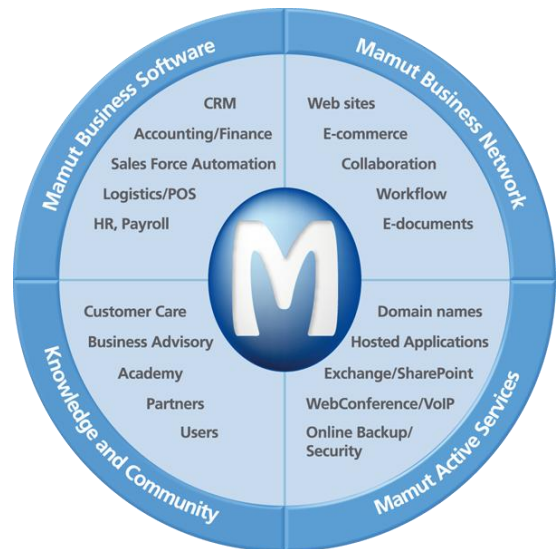 Mamut Business Software
CRM
Accounting/Finance
Sales Force Automation
Logistics/POS
HR, Payroll
Mamut Business Network
Web sites
E-commerce
Collaboration
Workflow
E-documents
M
Knowledge and Community
Customer Care
Business Advisory
Academy
Partners
Users
Mamut Active Services
Domain names
Hosted Applications
Exchange/SharePoint
WebConference/VoIP
Online Backup/
Security